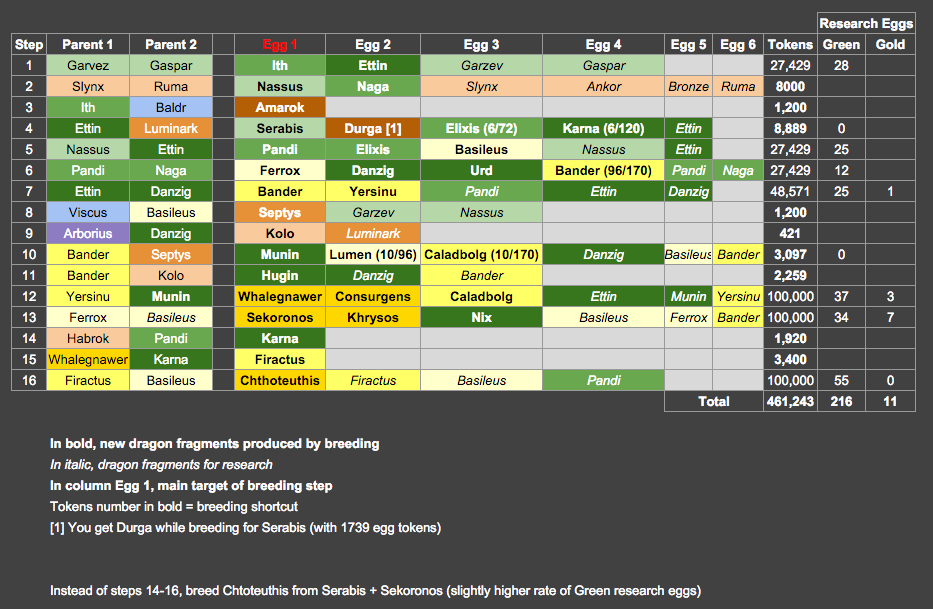 Research Eggs
Step Parent 1 Parent 2 Egg 1 Egg 2 Egg 3 Egg 4 Egg 5 Egg 6 Tokens Green Gold
1 Garvez Gaspar Ith Ettin Garzev Gaspar 27,429 28
2 Slynx Ruma Nassus Naga Slynx Ankor Bronze Ruma 8000
3 Ith Baldr Amarok 1,200
4 Ettin Luminark Serabis Durga [1] Elixis (6/72) Karna (6/120) Ettin 8,889 0
5 Nassus Ettin Pandi Elixis Basileus Nassus Ettin 27,429 25
6 Pandi Naga Ferrox Danzig Urd Bander (96/170) Pandi Naga 27,429 12
7 Ettin Danzig Bander Yersinu Pandi Ettin Danzig 48,571 25 1
8 Viscus Basileus Septys Garzev Nassus 1,200
9 Arborius Danzig Kolo Luminark 421
10 Bander Septys Munin Lumen (10/96) Caladbolg (10/170) Danzig Basileus Bander 3,097 0
11 Bander Kolo Hugin Danzig Bander 2,259
12 Yersinu Munin Whalegnawer Consurgens Caladbolg Ettin Munin Yersinu 100,000 37 3
13 Ferrox Basileus Sekoronos Khrysos Nix Basileus Ferrox Bander 100,000 34 7
14 Habrok Pandi Karna 1,920
15 Whalegnawer Karna Firactus 3,400
16 Firactus Basileus Chthoteuthis Firactus Basileus Pandi 100,000 55 0
Total 461,243 216 11
In bold, new dragon fragments produced by breeding
In italic, dragon fragments for research
In column Egg 1, main target of breeding step
Tokens number in bold = breeding shortcut
[1] You get Durga while breeding for Serabis (with 1739 egg tokens)
Instead of steps 14-16, breed Chtoteuthis from Serabis + Sekoronos (slightly higher rate of Green research eggs)